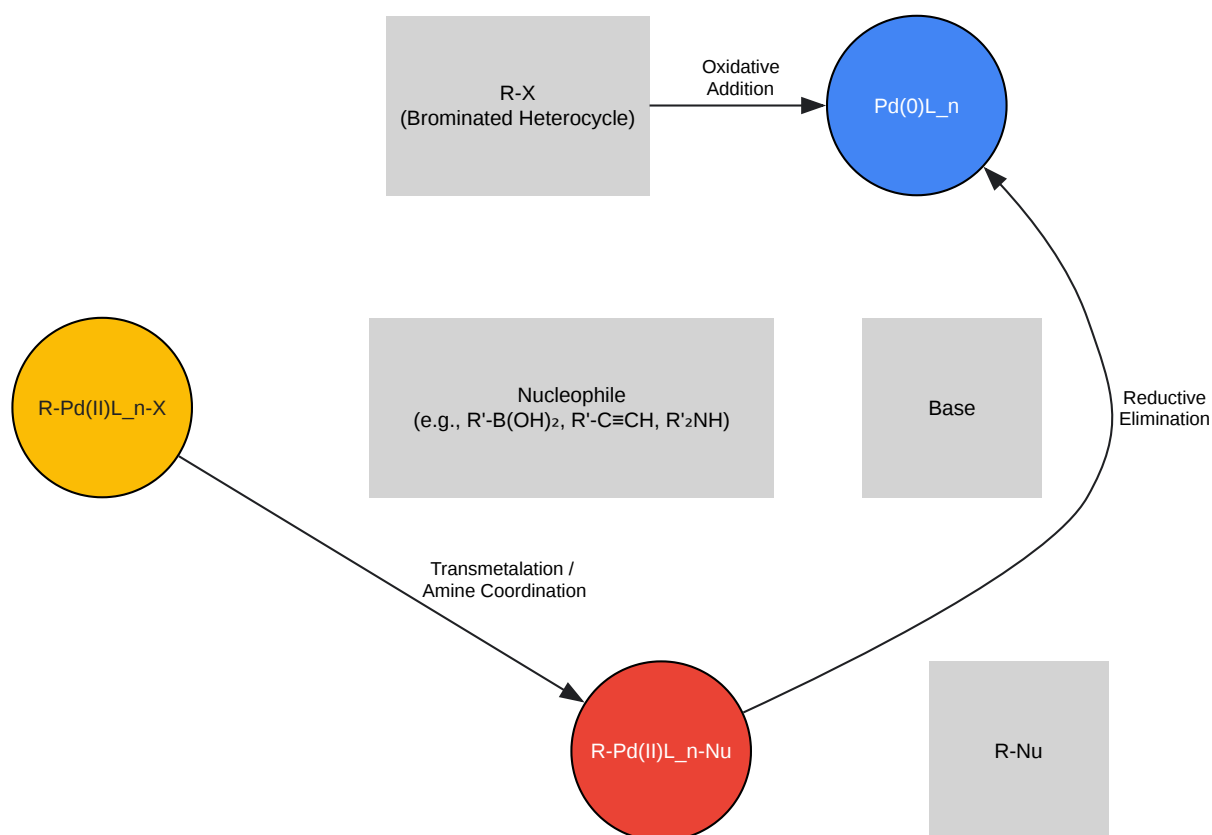 R-X
(Brominated Heterocycle)
Oxidative
Addition
Pd(0)L_n
R-Pd(II)L_n-X
Nucleophile
(e.g., R'-B(OH)₂, R'-C≡CH, R'₂NH)
Base
Reductive
Elimination
Transmetalation /
Amine Coordination
R-Pd(II)L_n-Nu
R-Nu